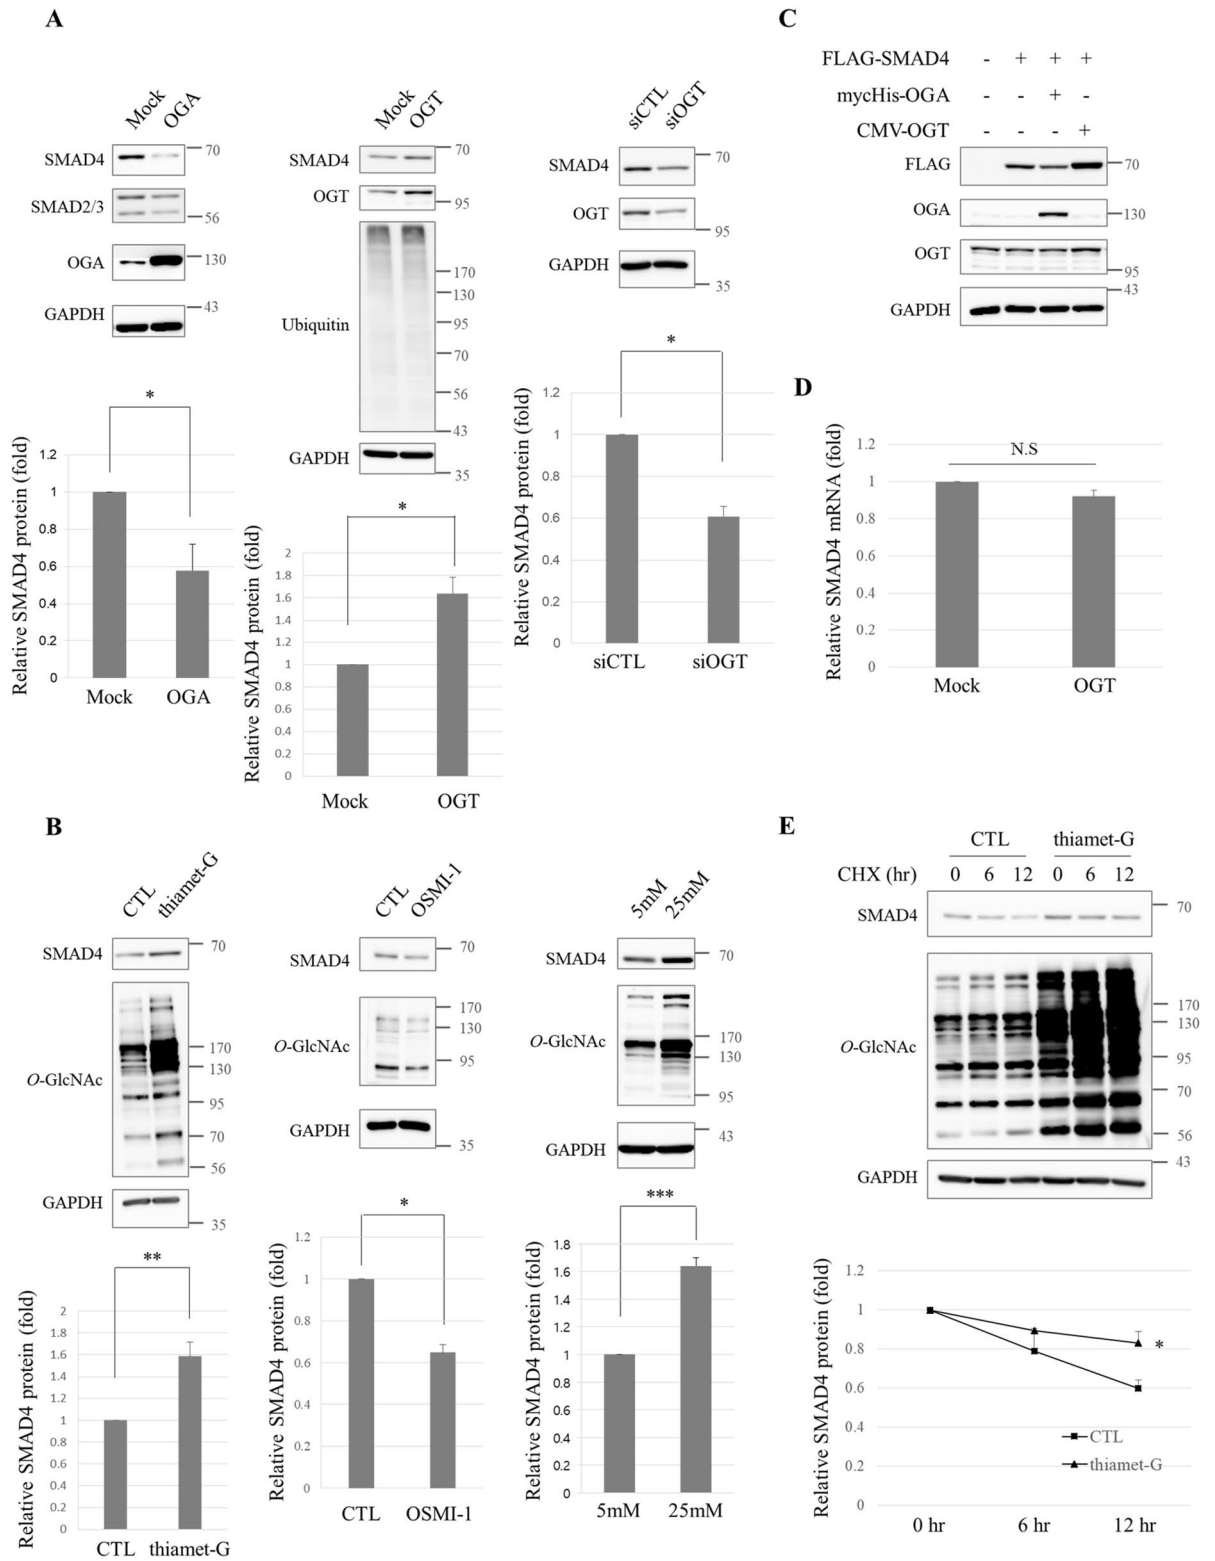 A
Mock
OGA
SMAD4
70
SMAD2/3
56
OGA
130
GAPDH
43
*
Relative SMAD4 protein (fold)
1.2
1
0.8
0.6
0.4
0.2
0
Mock OGA
Mock
OGT
SMAD4
70
OGT
95
Ubiquitin
170
130
95
70
56
43
GAPDH
35
*
Relative SMAD4 protein (fold)
2
1.8
1.6
1.4
1.2
1
0.8
0.6
0.4
0.2
0
Mock OGT
siCTL
siOGT
SMAD4
70
OGT
95
GAPDH
35
*
Relative SMAD4 protein (fold)
1.2
1
0.8
0.6
0.4
0.2
0
siCTL siOGT
C
FLAG-SMAD4 - + + +
mycHis-OGA - - + -
CMV-OGT - - - +
FLAG
70
OGA
130
OGT
95
GAPDH
43
D
Relative SMAD4 mRNA (fold)
1.2
1
0.8
0.6
0.4
0.2
0
N.S
Mock OGT
B
CTL
thiamet-G
SMAD4
70
O-GlcNAc
170
130
95
70
56
GAPDH
35
**
Relative SMAD4 protein (fold)
2
1.8
1.6
1.4
1.2
1
0.8
0.6
0.4
0.2
0
CTL thiamet-G
CTL
OSMI-1
SMAD4
70
O-GlcNAc
170
130
95
GAPDH
35
*
Relative SMAD4 protein (fold)
1.2
1
0.8
0.6
0.4
0.2
0
CTL OSMI-1
5mM
25mM
SMAD4
70
O-GlcNAc
170
130
95
GAPDH
43
***
Relative SMAD4 protein (fold)
1.8
1.6
1.4
1.2
1
0.8
0.6
0.4
0.2
0
5mM 25mM
E
CTL thiamet-G
CHX (hr) 0 6 12 0 6 12
SMAD4
70
O-GlcNAc
170
130
95
70
56
GAPDH
43
Relative SMAD4 protein (fold)
1.2
1
0.8
0.6
0.4
0.2
0
*
CTL
thiamet-G
0 hr 6 hr 12 hr